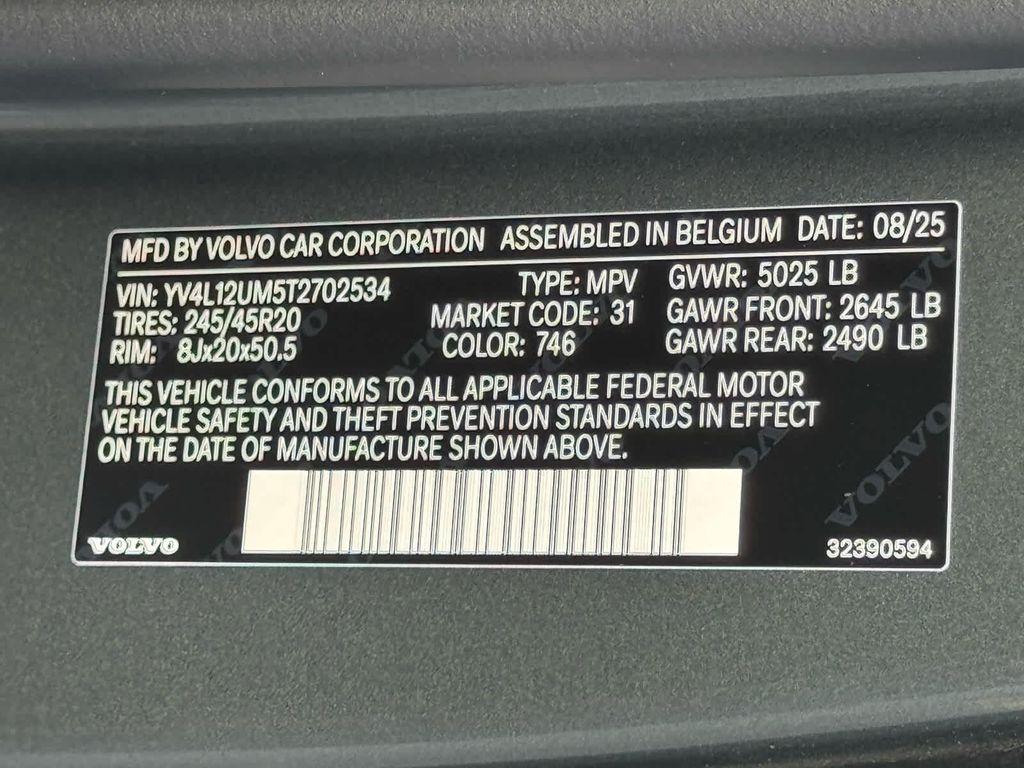 MFD BY VOLVO CAR CORPORATION ASSEMBLED IN BELGIUM DATE: 08/25
VIN: YV4L12UM5T2702534 TYPE: MPV GVWR: 5025 LB
TIRES: 245/45R20 MARKET CODE: 31 GAWR FRONT: 2645 LB
RIM: 8Jx20x50.5 COLOR: 746 GAWR REAR: 2490 LB
THIS VEHICLE CONFORMS TO ALL APPLICABLE FEDERAL MOTOR
VEHICLE SAFETY AND THEFT PREVENTION STANDARDS IN EFFECT
ON THE DATE OF MANUFACTURE SHOWN ABOVE.
VOLVO 32390594